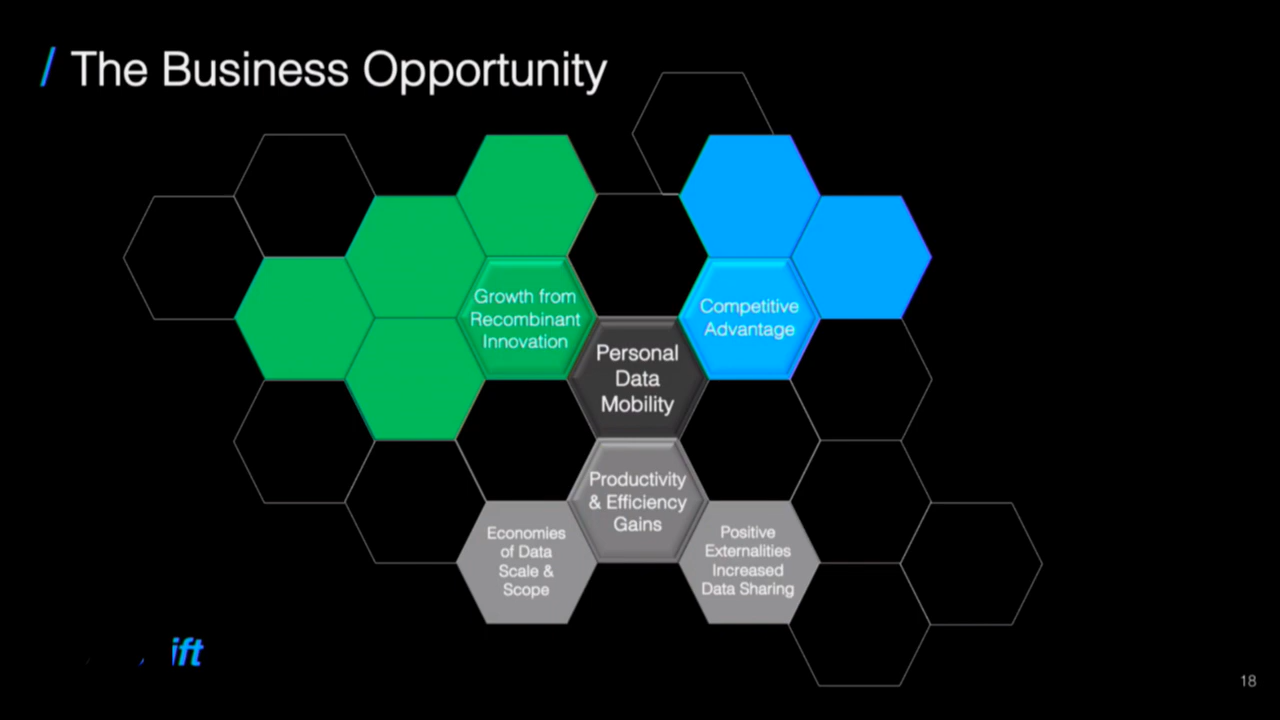 / The Business Opportunity
Growth from
Recombinant
Innovation
Competitive
Advantage
Personal
Data
Mobility
Productivity
& Efficiency
Gains
Economies
of Data
Scale &
Scope
Positive
Externalities
Increased
Data Sharing
18